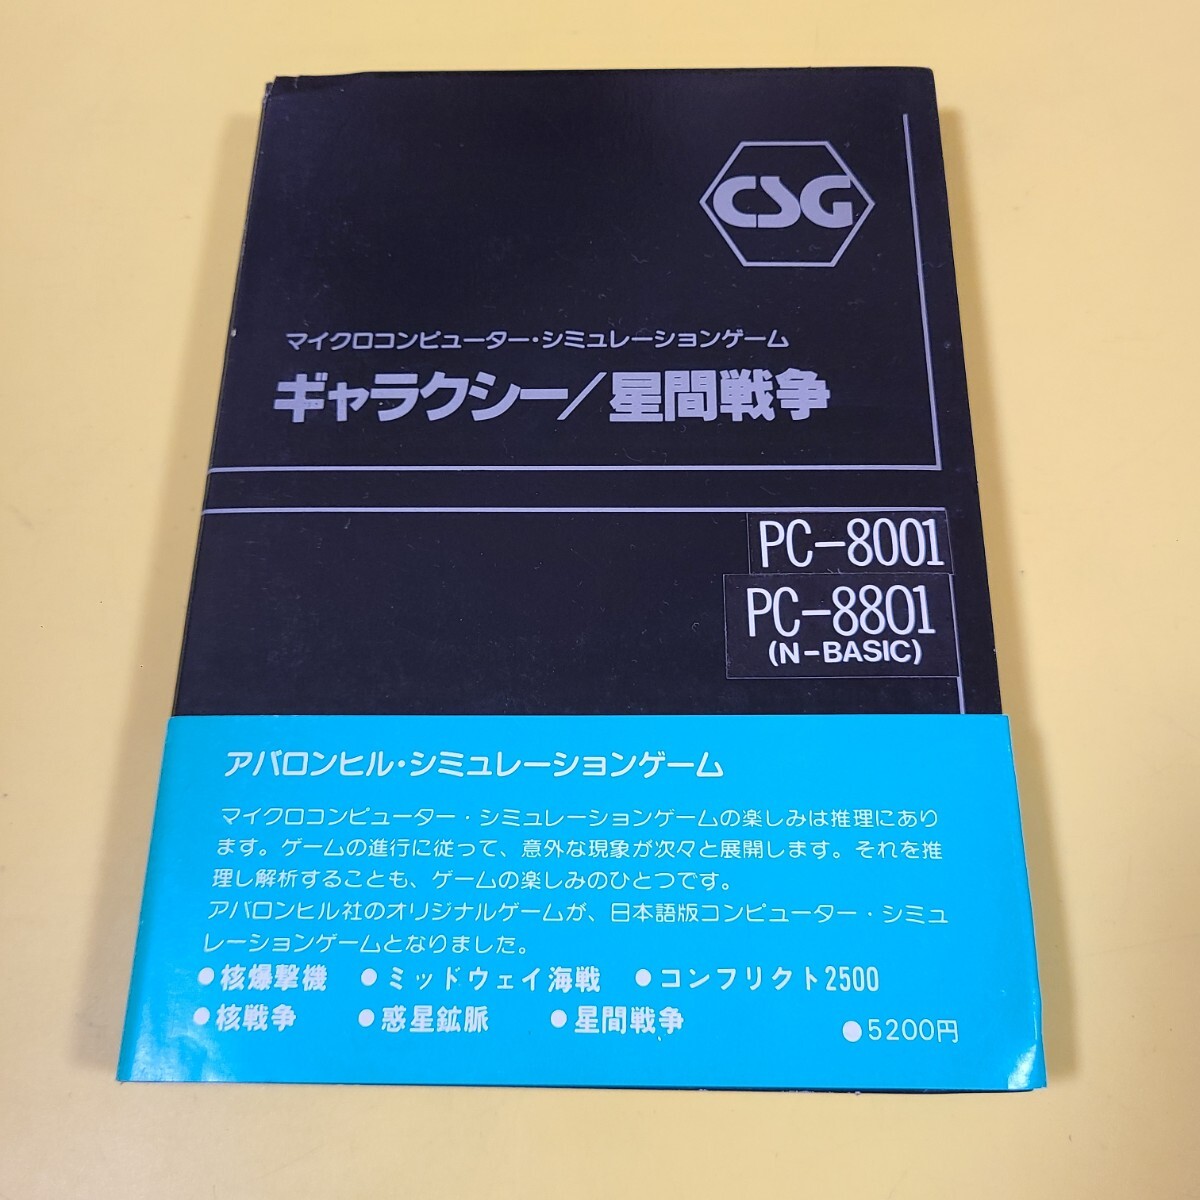 CSG
マイクロコンピューター・シミュレーションゲーム
ギャラクシー/星間戦争
PC-8001
PC-8801
(N-BASIC)
アバロンヒル・シミュレーションゲーム
マイクロコンピューター・シミュレーションゲームの楽しみは推理にあり
ます。ゲームの進行に従って、意外な現象が次々と展開します。それを推
理し解析することも、ゲームの楽しみのひとつです。
アバロンヒル社のオリジナルゲームが、日本語版コンピューター・シミュ
レーションゲームとなりました。
●核爆撃機 ●ミッドウェイ海戦 ●コンフリクト2500
●核戦争 ●惑星鉱脈 ●星間戦争
●5200円